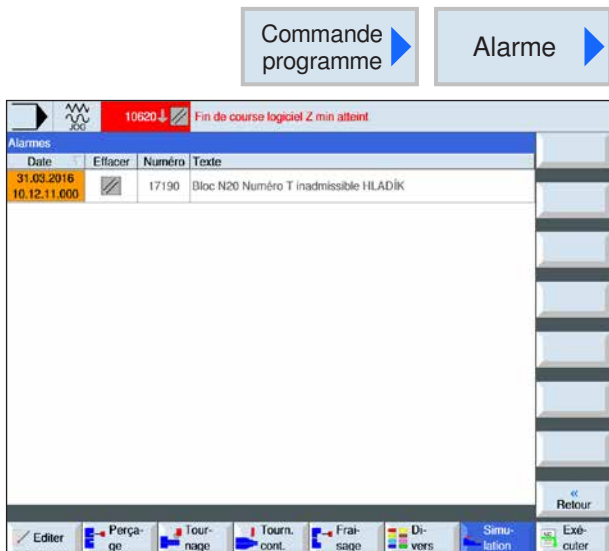 Commande
programme
Alarme
JOG
10620 Fin de course logiciel Z min atteint
Alarmes
Date Effacer Numéro Texte
31.03.2016
10.12.11.000
17190 Bloc N20 Numéro T inadmissible HLADÍK
«
Retour
Editer
Perça-
ge
Tour-
nage
Tourn.
cont.
Frai-
sage
Di-
vers
Simu-
lation
Exé-
cuter